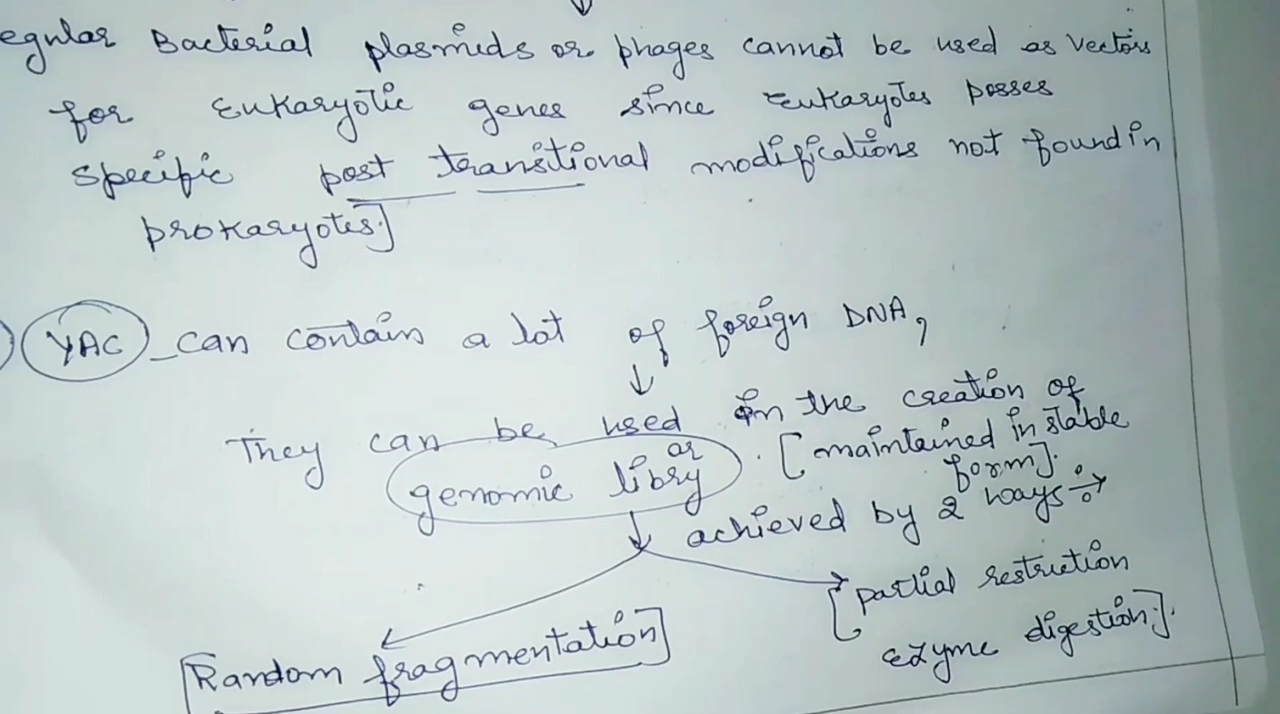 egular Bacterial plasmids or phages cannot be used as vectors
for Eukaryotic genes since Eukaryotes posses
specific post transitional modifications not found in
prokaryotes.]
YAC can contain a lot of foreign DNA,
They can be used in the creation of
genomic libry ar . [maintained in stable
form].
achieved by 2 ways ÷→
[partial restruction
[Random fragmentation]
ezyme digestion].